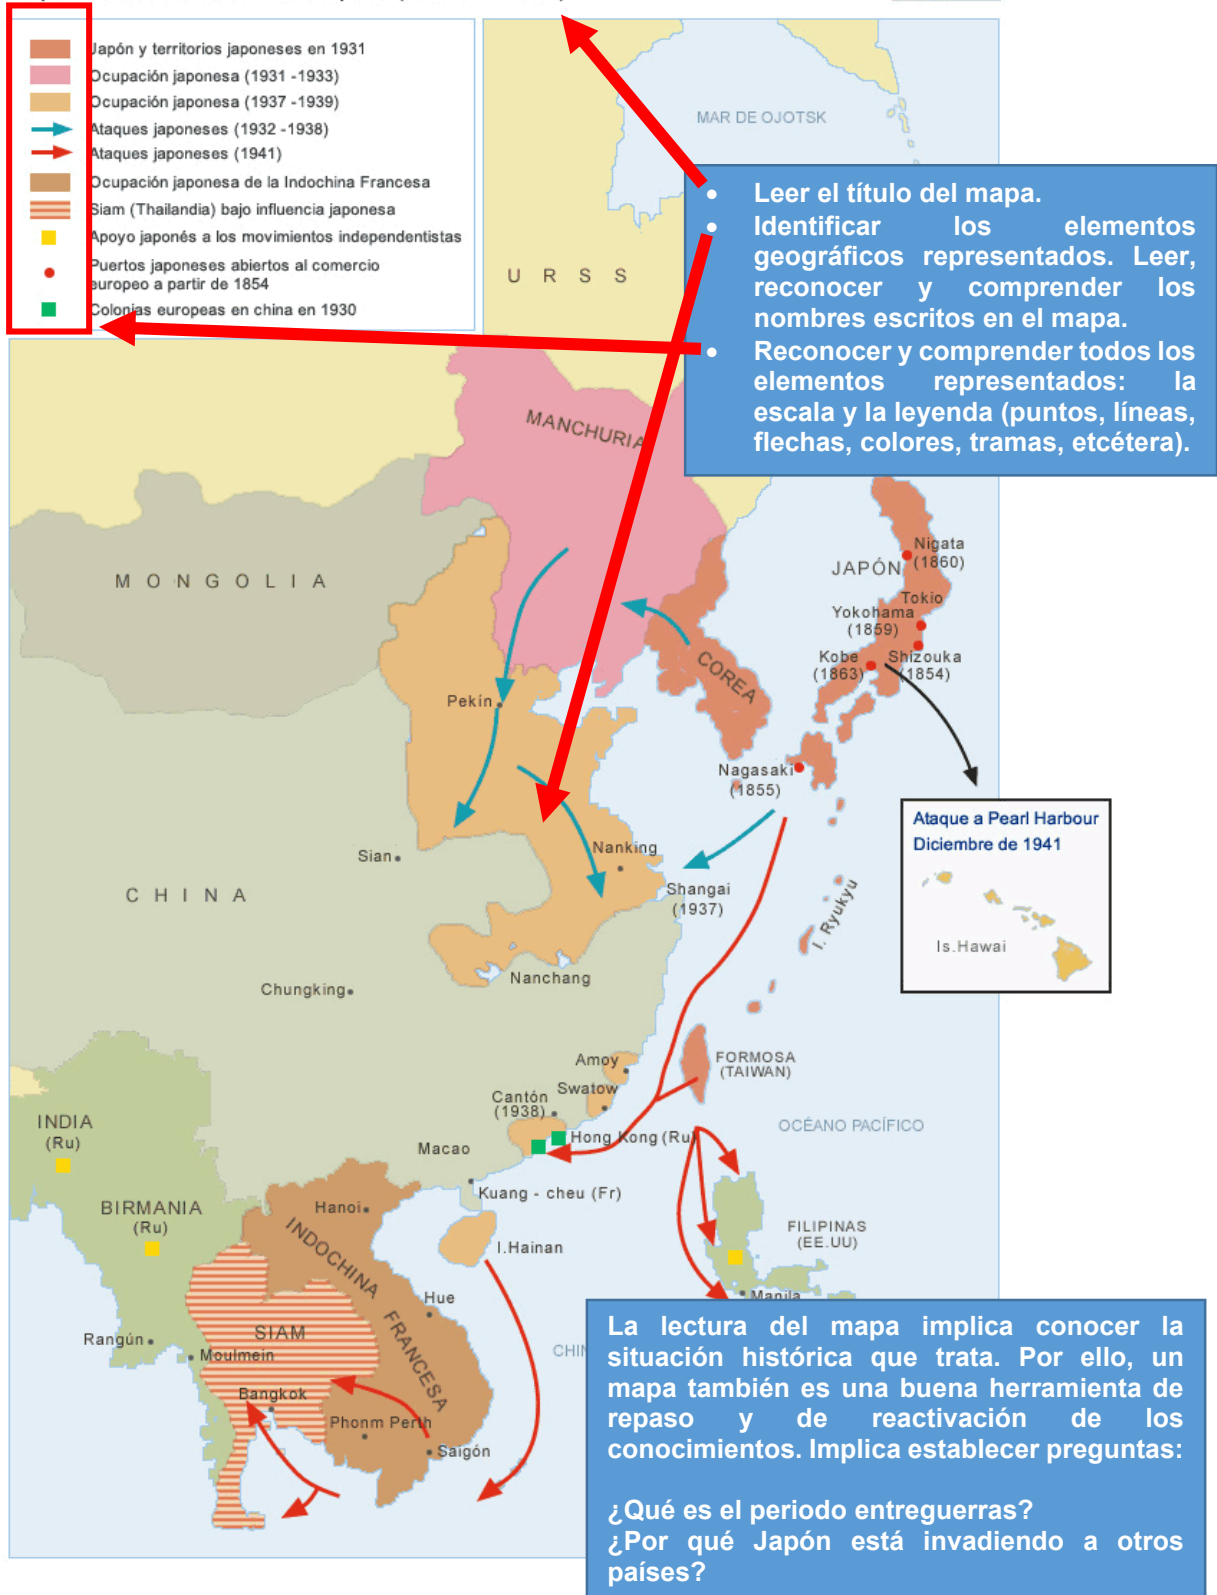 Japón y territorios japoneses en 1931
Ocupación japonesa (1931 -1933)
Ocupación japonesa (1937 -1939)
Ataques japoneses (1932 -1938)
Ataques japoneses (1941)
Ocupación japonesa de la Indochina Francesa
Siam (Thailandia) bajo influencia japonesa
Apoyo japonés a los movimientos independentistas
Puertos japoneses abiertos al comercio
europeo a partir de 1854
Colonias europeas en china en 1930
MAR DE OJOTSK
• Leer el título del mapa.
• Identificar los elementos
geográficos representados. Leer,
reconocer y comprender los
nombres escritos en el mapa.
• Reconocer y comprender todos los
elementos representados: la
escala y la leyenda (puntos, líneas,
flechas, colores, tramas, etcétera).
URSS
MANCHURIA
MONGOLIA
JAPÓN
Nigata
(1860)
Tokio
Yokohama
(1859)
Kobe
(1863)
Shizouka
(1854)
COREA
Pekín
Nagasaki
(1855)
Ataque a Pearl Harbour
Diciembre de 1941
Is.Hawai
Sian
Nanking
Shangai
(1937)
CHINA
I. Ryukyu
Nanchang
Chungking
Amoy
Swatow
Cantón
(1938)
FORMOSA
(TAIWAN)
OCÉANO PACÍFICO
INDIA
(Ru)
Macao
Hong Kong (Ru)
Kuang - cheu (Fr)
BIRMANIA
(Ru)
Hanoi
INDOCHINA FRANCESA
I.Hainan
FILIPINAS
(EE.UU)
Manila
Hue
Rangún
SIAM
Moulmein
Bangkok
Phonm Perth
Saigón
CHIN
La lectura del mapa implica conocer la
situación histórica que trata. Por ello, un
mapa también es una buena herramienta de
repaso y de reactivación de los
conocimientos. Implica establecer preguntas:
¿Qué es el periodo entreguerras?
¿Por qué Japón está invadiendo a otros
países?